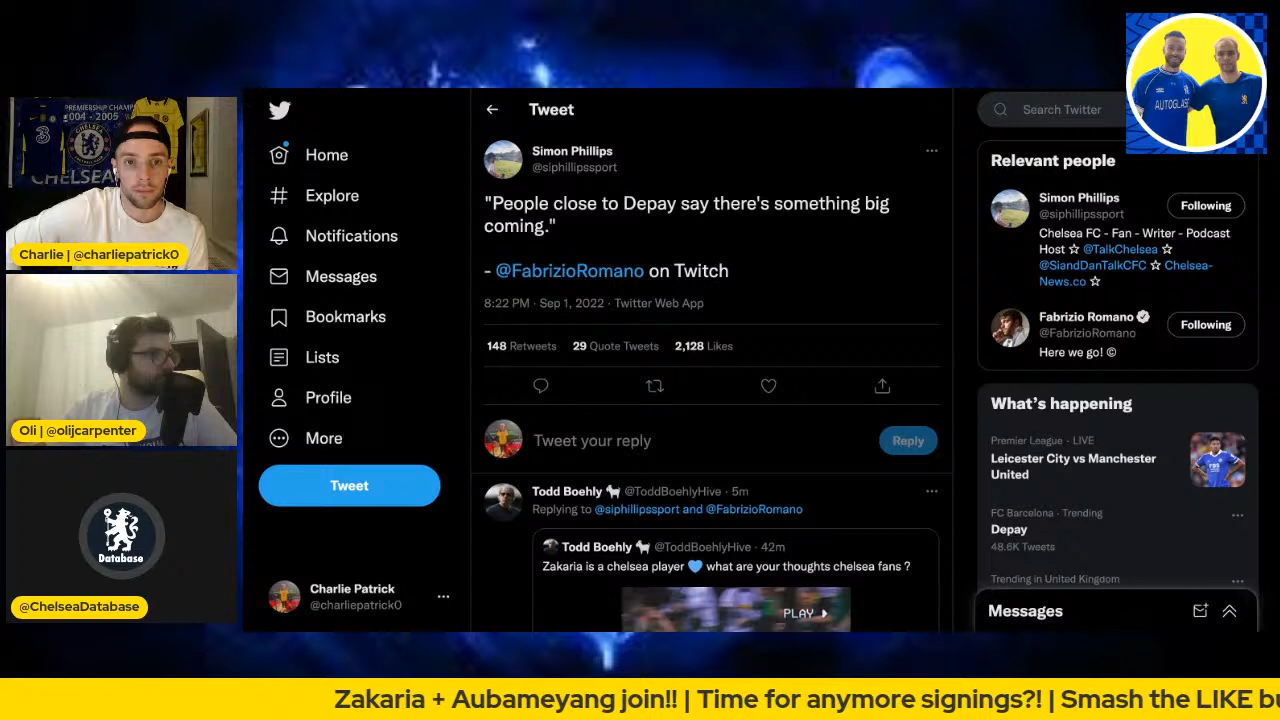 PREMIERSHIP CHAMP
2004 - 2005
3
CHELSEA
Charlie | @charliepatrick0
Oli | @olijcarpenter
Database
@ChelseaDatabase
Home
Explore
Notifications
Messages
Bookmarks
Lists
Profile
More
Tweet
Charlie Patrick
@charliepatrick0
Tweet
Simon Phillips
@siphillipssport
"People close to Depay say there's something big
coming."
- @FabrizioRomano on Twitch
8:22 PM · Sep 1, 2022 · Twitter Web App
148 Retweets 29 Quote Tweets 2,128 Likes
Tweet your reply
Reply
Todd Boehly 🐐 @ToddBoehlyHive · 5m
Replying to @siphillipssport and @FabrizioRomano
Todd Boehly 🐐 @ToddBoehlyHive · 42m
Zakaria is a chelsea player 💙 what are your thoughts chelsea fans ?
PLAY
Search Twitter
AUTOGLASS
Relevant people
Simon Phillips
@siphillipssport
Following
Chelsea FC - Fan - Writer - Podcast
Host ☆ @TalkChelsea ☆
@SiandDanTalkCFC ☆ Chelsea-
News.co ☆
Fabrizio Romano
@FabrizioRomano
Following
Here we go! ©
What's happening
Premier League · LIVE
Leicester City vs Manchester
United
FC Barcelona · Trending
Depay
48.6K Tweets
Trending in United Kingdom
Messages
Zakaria + Aubameyang join!! | Time for anymore signings?! | Smash the LIKE bu